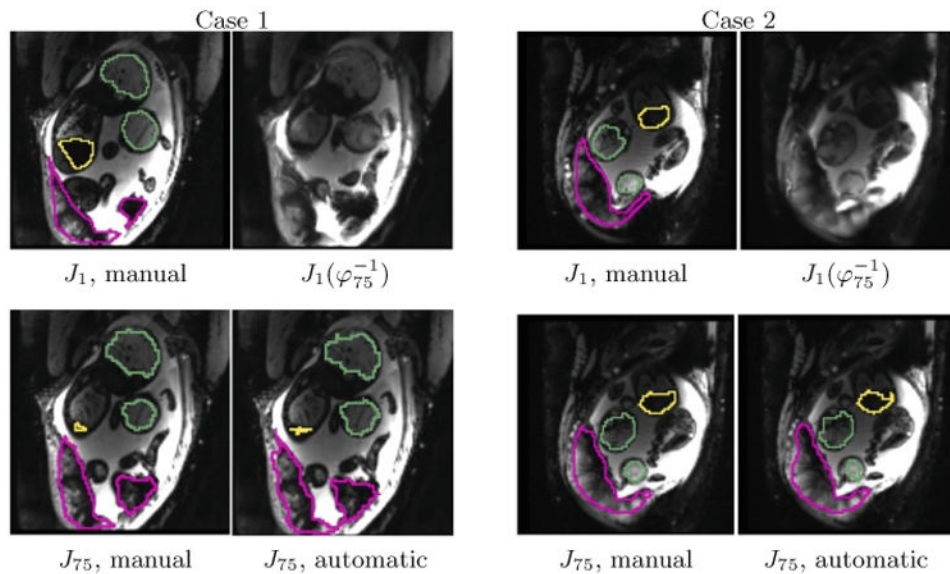 Case 1
Case 2
J₁, manual
J₁(φ₇₅⁻¹)
J₁, manual
J₁(φ₇₅⁻¹)
J₇₅, manual
J₇₅, automatic
J₇₅, manual
J₇₅, automatic